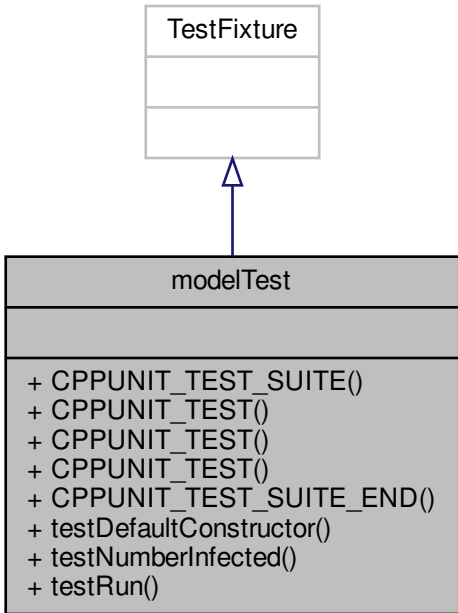 TestFixture
modelTest
+ CPPUNIT_TEST_SUITE()
+ CPPUNIT_TEST()
+ CPPUNIT_TEST()
+ CPPUNIT_TEST()
+ CPPUNIT_TEST_SUITE_END()
+ testDefaultConstructor()
+ testNumberInfected()
+ testRun()